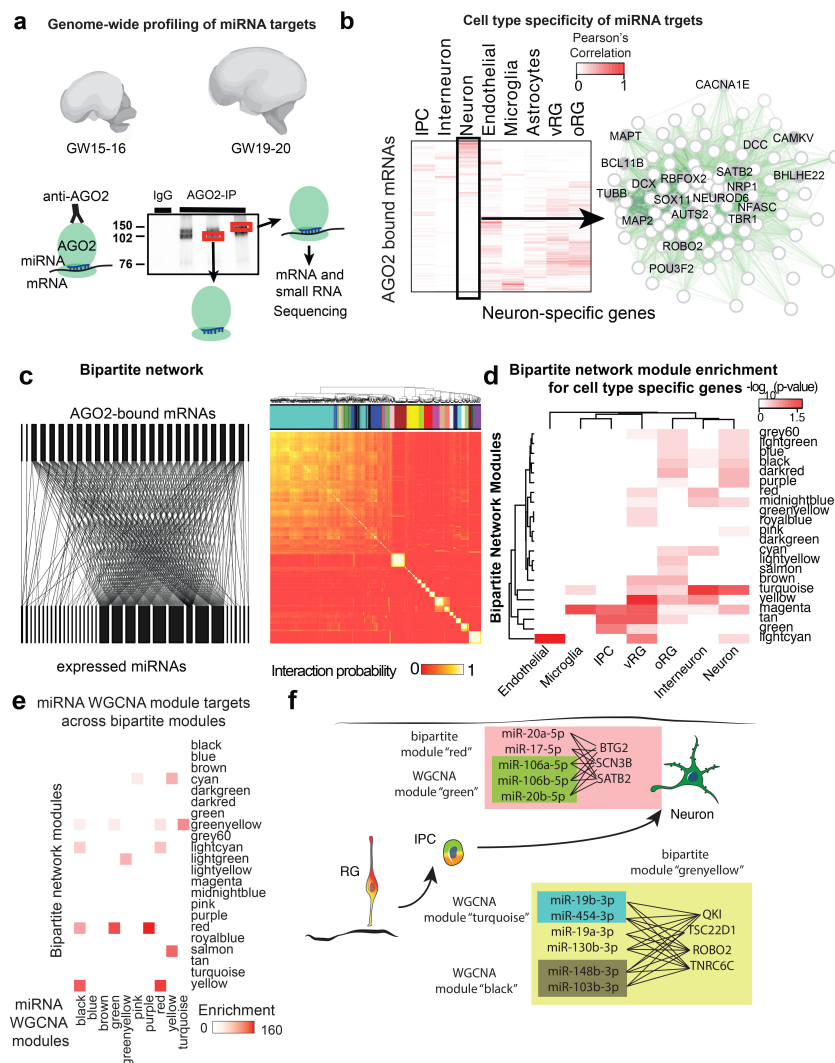 a
Genome-wide profiling of miRNA targets
GW15-16
GW19-20
anti-AGO2
IgG
AGO2-IP
150
102
76
AGO2
miRNA
mRNA
mRNA and
small RNA
Sequencing
b
Cell type specificity of miRNA trgets
Pearson's
Correlation
0
1
IPC
Interneuron
Neuron
Endothelial
Microglia
Astrocytes
vRG
oRG
AGO2 bound mRNAs
Neuron-specific genes
CACNA1E
MAPT
DCC
CAMKV
BCL11B
SATB2
BHLHE22
DCX
RBFOX2
NRP1
TUBB
SOX11
NEUROD6
NFASC
MAP2
AUTS2
TBR1
ROBO2
POU3F2
c
Bipartite network
AGO2-bound mRNAs
expressed miRNAs
Interaction probability
0
1
d
Bipartite network module enrichment
for cell type specific genes
-log10(p-value)
0
1.5
Bipartite Network Modules
grey60
lightgreen
blue
black
darkred
purple
red
midnightblue
greenyellow
royalblue
pink
darkgreen
cyan
lightyellow
salmon
brown
turquoise
yellow
magenta
tan
green
lightcyan
Endothelial
Microglia
IPC
vRG
oRG
Interneuron
Neuron
e
miRNA WGCNA module targets
across bipartite modules
Bipartite network modules
black
blue
brown
cyan
darkgreen
darkred
green
greenyellow
grey60
lightcyan
lightgreen
lightyellow
magenta
midnightblue
pink
purple
red
royalblue
salmon
tan
turquoise
yellow
miRNA
WGCNA
modules
black
blue
brown
green
greenyellow
pink
purple
red
yellow
turquoise
Enrichment
0
160
f
bipartite
module "red"
WGCNA
module "green"
miR-20a-5p
miR-17-5p
miR-106a-5p
miR-106b-5p
miR-20b-5p
BTG2
SCN3B
SATB2
Neuron
IPC
RG
bipartite
module "grenyellow"
WGCNA
module "turquoise"
WGCNA
module "black"
miR-19b-3p
miR-454-3p
miR-19a-3p
miR-130b-3p
miR-148b-3p
miR-103b-3p
QKI
TSC22D1
ROBO2
TNRC6C